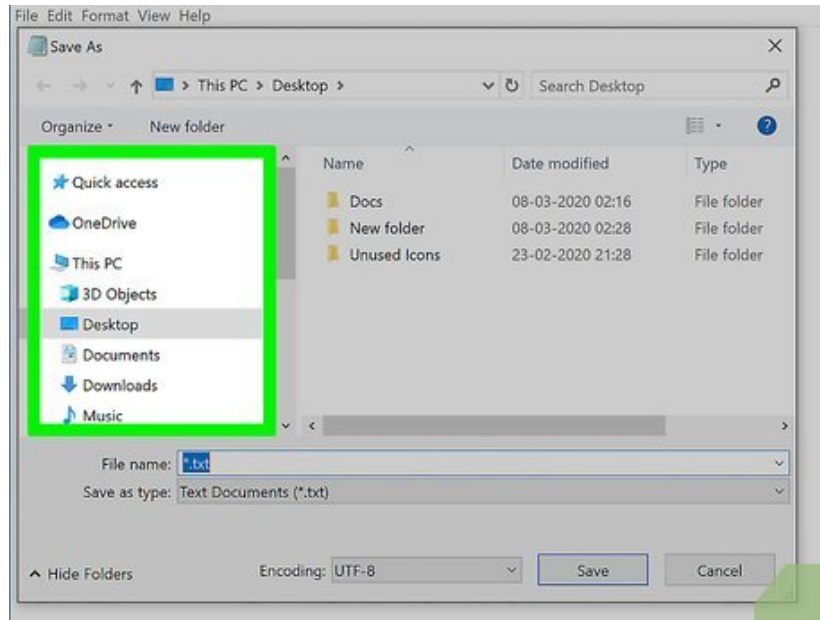 File Edit Format View Help
Save As
This PC > Desktop >
Search Desktop
Organize
New folder
Quick access
OneDrive
This PC
3D Objects
Desktop
Documents
Downloads
Music
Name Date modified Type
Docs 08-03-2020 02:16 File folder
New folder 08-03-2020 02:28 File folder
Unused Icons 23-02-2020 21:28 File folder
File name: *.txt
Save as type: Text Documents (*.txt)
Hide Folders
Encoding: UTF-8
Save
Cancel